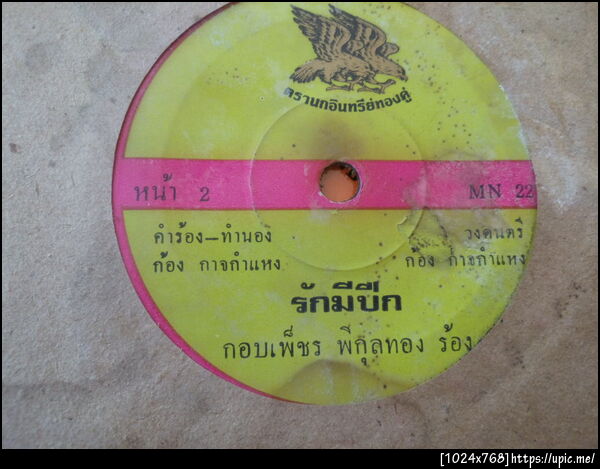 ตรานกอินทรีย์ทองคู่
หน้า 2 MN 22
คำร้อง–ทำนอง วงดนตรี
ก้อง กาจกำแหง ก้อง กาจกำแหง
รักมีปีก
กอบเพ็ชร พิกุลทอง ร้อง
[1024x768]https://upic.me/